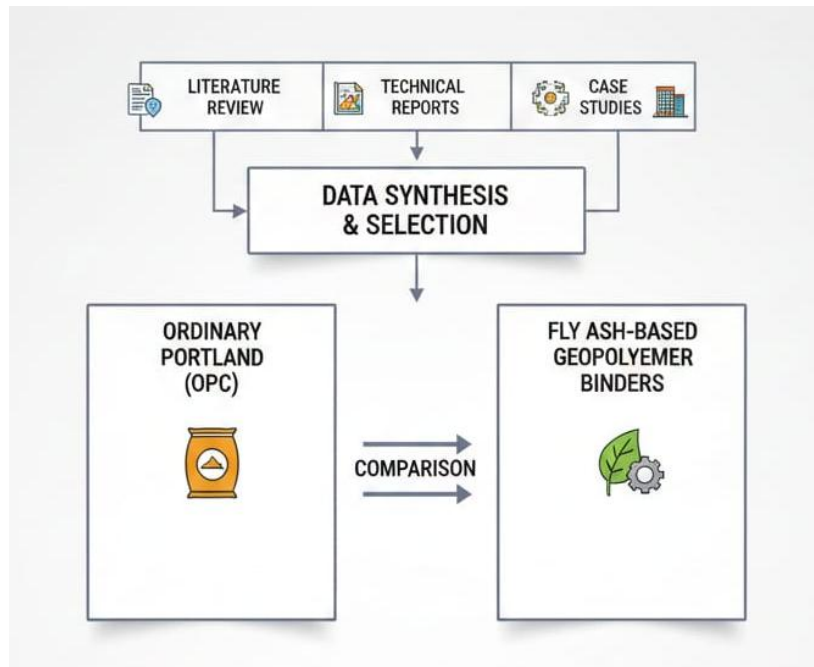 LITERATURE
REVIEW
TECHNICAL
REPORTS
CASE
STUDIES
DATA SYNTHESIS
& SELECTION
ORDINARY
PORTLAND
(OPC)
COMPARISON
FLY ASH-BASED
GEOPOLYEMER
BINDERS